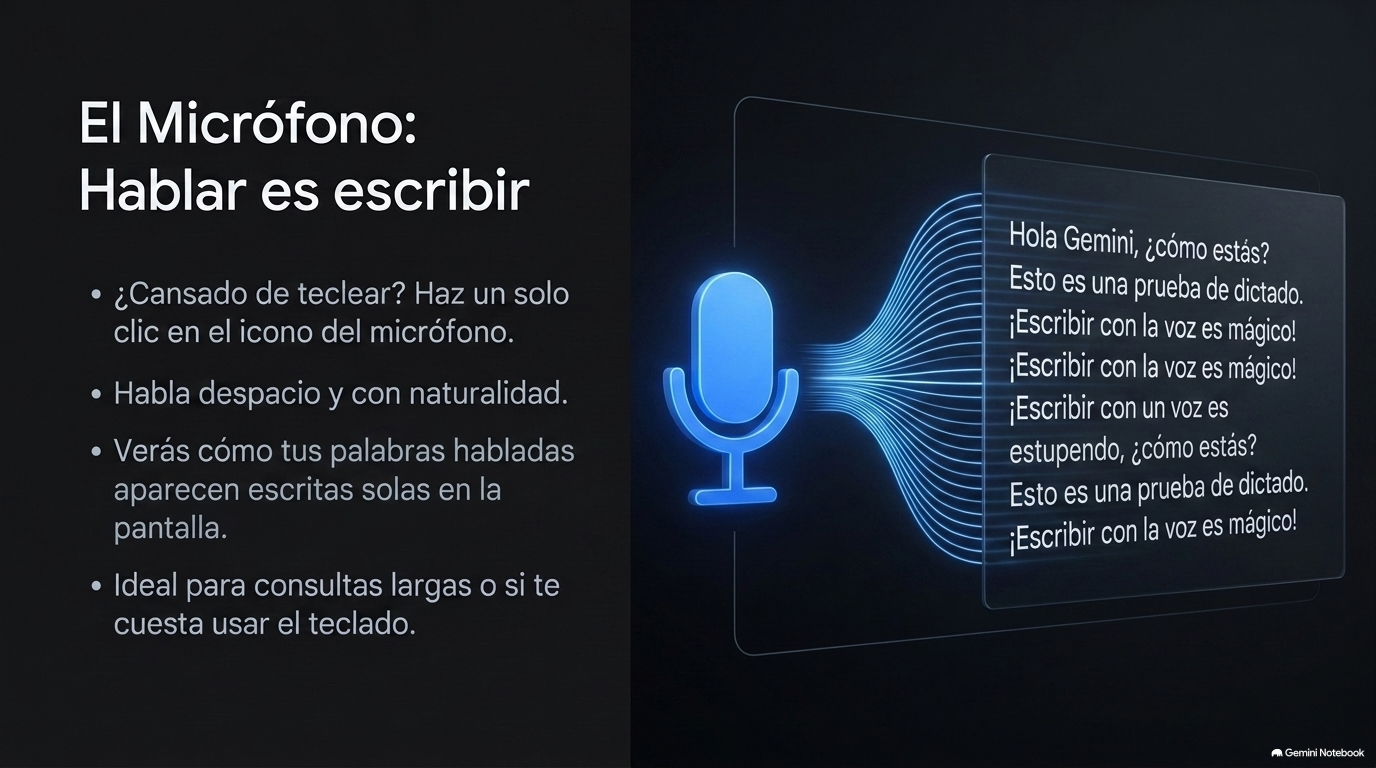 El Micrófono:
Hablar es escribir
• ¿Cansado de teclear? Haz un solo
clic en el icono del micrófono.
• Habla despacio y con naturalidad.
• Verás cómo tus palabras habladas
aparecen escritas solas en la
pantalla.
• Ideal para consultas largas o si te
cuesta usar el teclado.
Hola Gemini, ¿cómo estás?
Esto es una prueba de dictado.
¡Escribir con la voz es mágico!
¡Escribir con la voz es mágico!
¡Escribir con un voz es
estupendo, ¿cómo estás?
Esto es una prueba de dictado.
¡Escribir con la voz es mágico!
Gemini Notebook